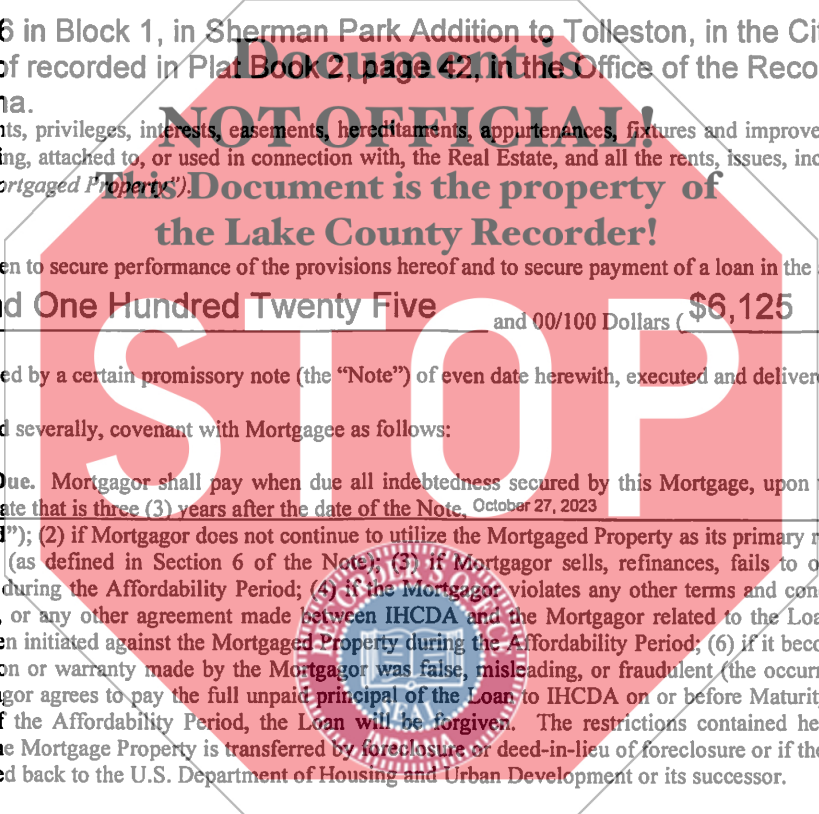 6 in Block 1, in Sherman Park Addition to Tolleston, in the Ci
of recorded in Plat Book 2, page 42, in the Office of the Reco
na.
Document is
NOT OFFICIAL!
This Document is the property of
the Lake County Recorder!
nts, privileges, interests, easements, hereditaments, appurtenances, fixtures and improve
ing, attached to, or used in connection with, the Real Estate, and all the rents, issues, inc
ortgaged Property").
en to secure performance of the provisions hereof and to secure payment of a loan in the
d One Hundred Twenty Five and 00/100 Dollars ( $6,125
STOP
ed by a certain promissory note (the “Note”) of even date herewith, executed and deliver
d severally, covenant with Mortgagee as follows:
Due. Mortgagor shall pay when due all indebtedness secured by this Mortgage, upon
ate that is three (3) years after the date of the Note, October 27, 2023
d”); (2) if Mortgagor does not continue to utilize the Mortgaged Property as its primary r
(as defined in Section 6 of the Note); (3) if Mortgagor sells, refinances, fails to o
during the Affordability Period; (4) if the Mortgagor violates any other terms and con
, or any other agreement made between IHCDA and the Mortgagor related to the Loa
en initiated against the Mortgaged Property during the Affordability Period; (6) if it beco
on or warranty made by the Mortgagor was false, misleading, or fraudulent (the occurr
gor agrees to pay the full unpaid principal of the Loan to IHCDA on or before Maturity
f the Affordability Period, the Loan will be forgiven. The restrictions contained he
e Mortgage Property is transferred by foreclosure or deed-in-lieu of foreclosure or if the
ed back to the U.S. Department of Housing and Urban Development or its successor.
RECORDER'S OFFICE
SEAL
INDIANA